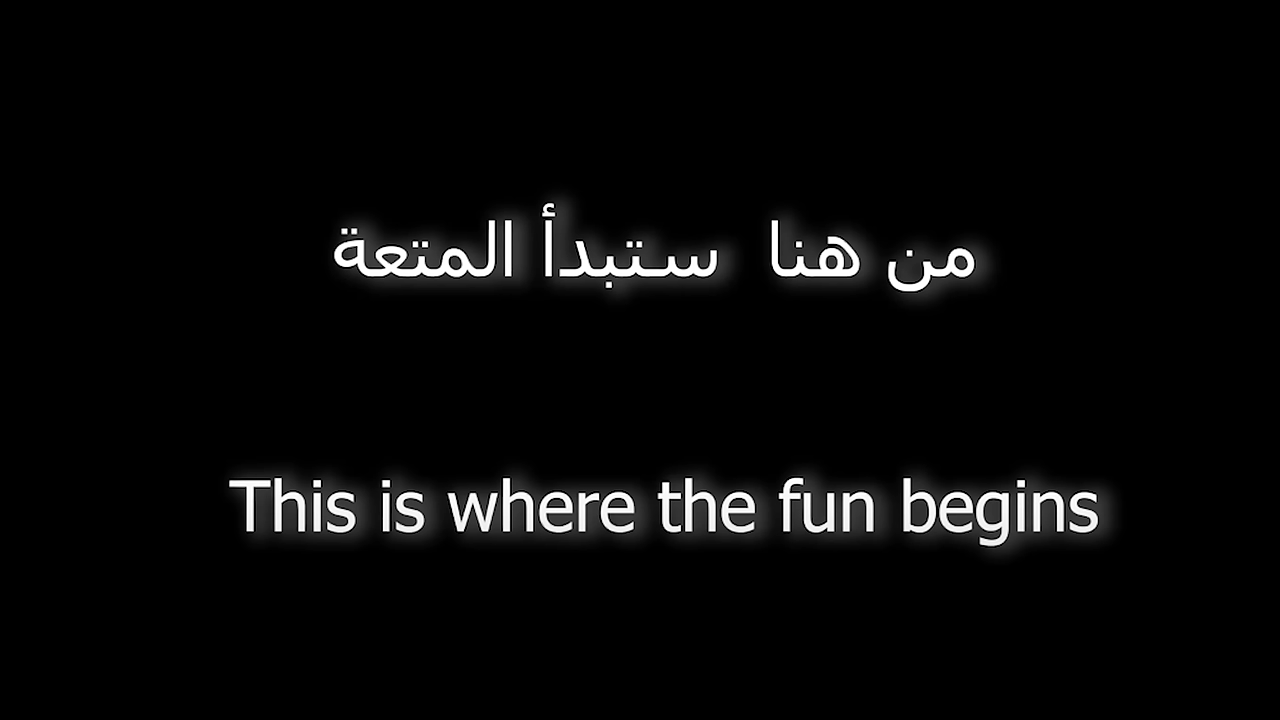 من هنا ستبدأ المتعة
This is where the fun begins